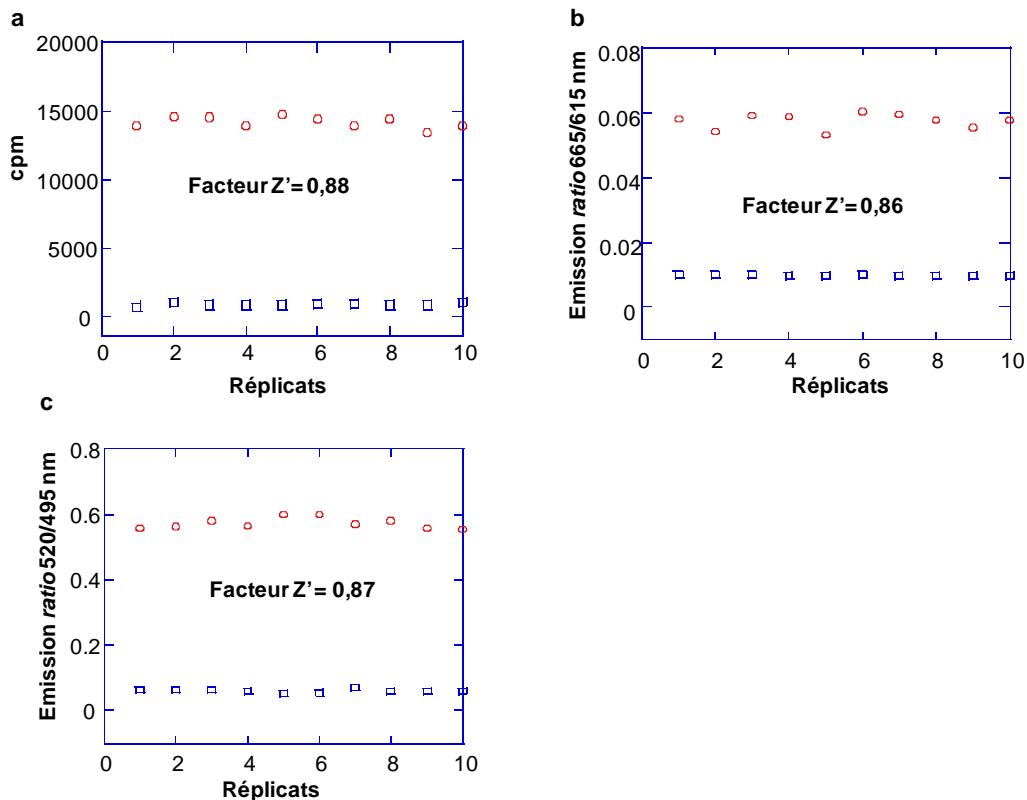 a
20000
15000
10000
5000
0
cpm
Facteur Z’= 0,88
0 2 4 6 8 10
Réplicats
b
0.08
0.06
0.04
0.02
0
Emission ratio 665/615 nm
Facteur Z’= 0,86
0 2 4 6 8 10
Réplicats
c
0.8
0.6
0.4
0.2
0
Emission ratio 520/495 nm
Facteur Z’= 0,87
0 2 4 6 8 10
Réplicats